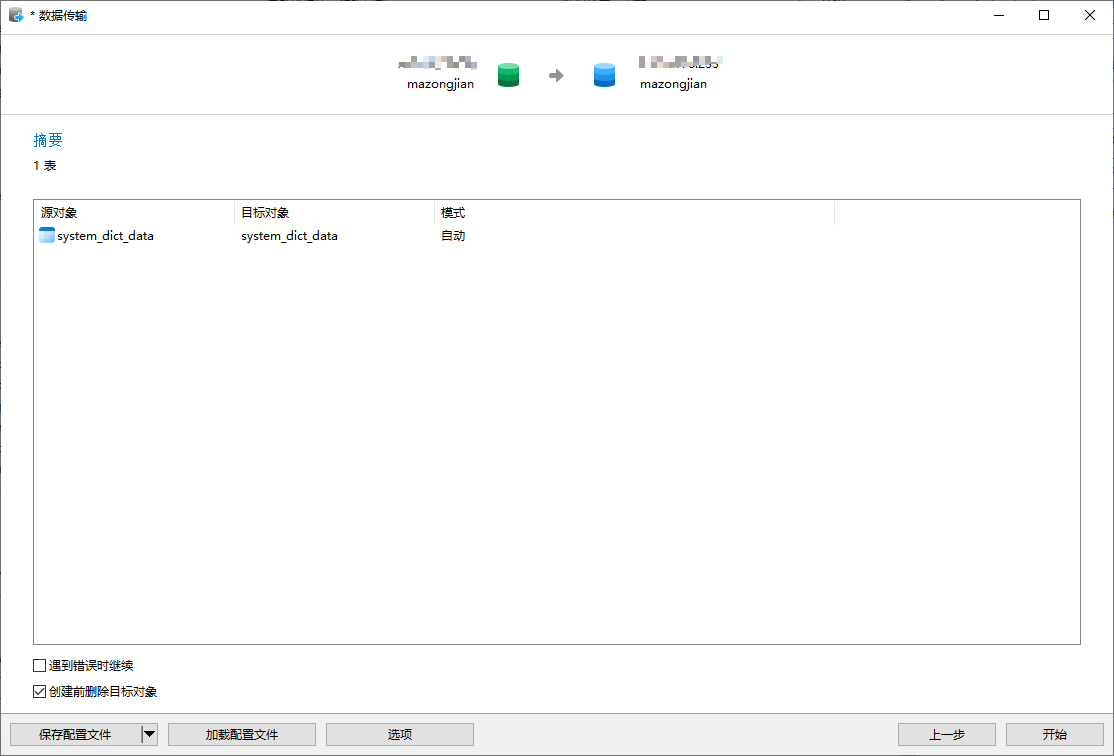 * 数据传输
mazongjian
mazongjian
摘要
1 表
源对象 目标对象 模式
system_dict_data system_dict_data 自动
遇到错误时继续
创建前删除目标对象
保存配置文件 加载配置文件 选项 上一步 开始